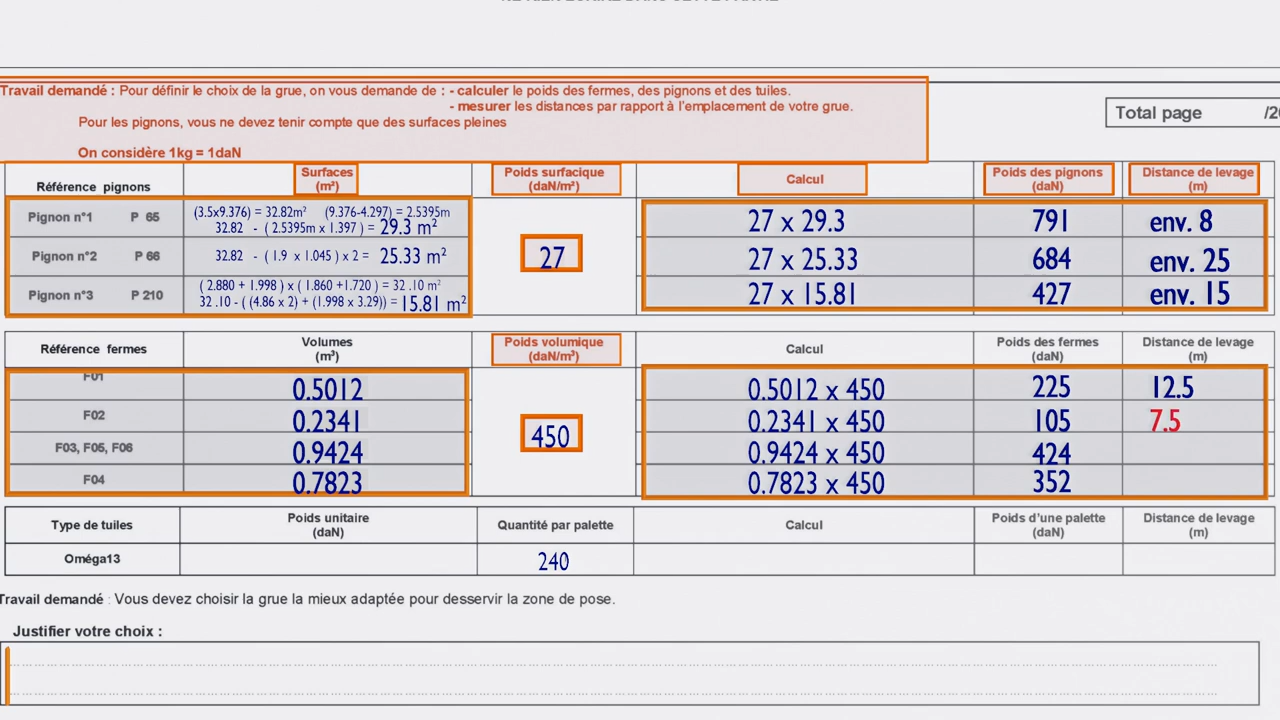 Travail demandé : Pour définir le choix de la grue, on vous demande de : - calculer le poids des fermes, des pignons et des tuiles.
- mesurer les distances par rapport à l'emplacement de votre grue.
Pour les pignons, vous ne devez tenir compte que des surfaces pleines
Total page /20
On considère 1kg = 1daN
Référence pignons Surfaces (m²) Poids surfacique (daN/m²) Calcul Poids des pignons (daN) Distance de levage (m)
Pignon n°1 P 65 (3.5x9.376) = 32.82m² (9.376-4.297) = 2.5395m
32.82 - ( 2.5395m x 1.397 ) = 29.3 m² 27 x 29.3 791 env. 8
Pignon n°2 P 66 32.82 - ( 1.9 x 1.045 ) x 2 = 25.33 m² 27 27 x 25.33 684 env. 25
Pignon n°3 P 210 ( 2.880 + 1.998 ) x ( 1.860 +1.720 ) = 32 .10 m²
32 .10 - ( (4.86 x 2) + (1.998 x 3.29)) = 15.81 m² 27 x 15.81 427 env. 15
Référence fermes Volumes (m³) Poids volumique (daN/m³) Calcul Poids des fermes (daN) Distance de levage (m)
F01 0.5012 0.5012 x 450 225 12.5
F02 0.2341 450 0.2341 x 450 105 7.5
F03, F05, F06 0.9424 0.9424 x 450 424
F04 0.7823 0.7823 x 450 352
Type de tuiles Poids unitaire (daN) Quantité par palette Calcul Poids d'une palette (daN) Distance de levage (m)
Oméga13 240
Travail demandé : Vous devez choisir la grue la mieux adaptée pour desservir la zone de pose.
Justifier votre choix :